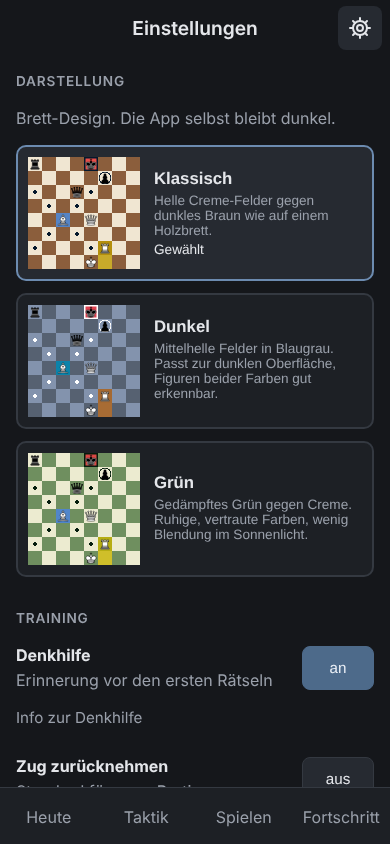 Einstellungen
DARSTELLUNG
Brett-Design. Die App selbst bleibt dunkel.
Klassisch
Helle Creme-Felder gegen
dunkles Braun wie auf einem
Holzbrett.
Gewählt
Dunkel
Mittelhelle Felder in Blaugrau.
Passt zur dunklen Oberfläche,
Figuren beider Farben gut
erkennbar.
Grün
Gedämpftes Grün gegen Creme.
Ruhige, vertraute Farben, wenig
Blendung im Sonnenlicht.
TRAINING
Denkhilfe
an
Erinnerung vor den ersten Rätseln
Info zur Denkhilfe
Zug zurücknehmen
aus
Heute Taktik Spielen Fortschritt